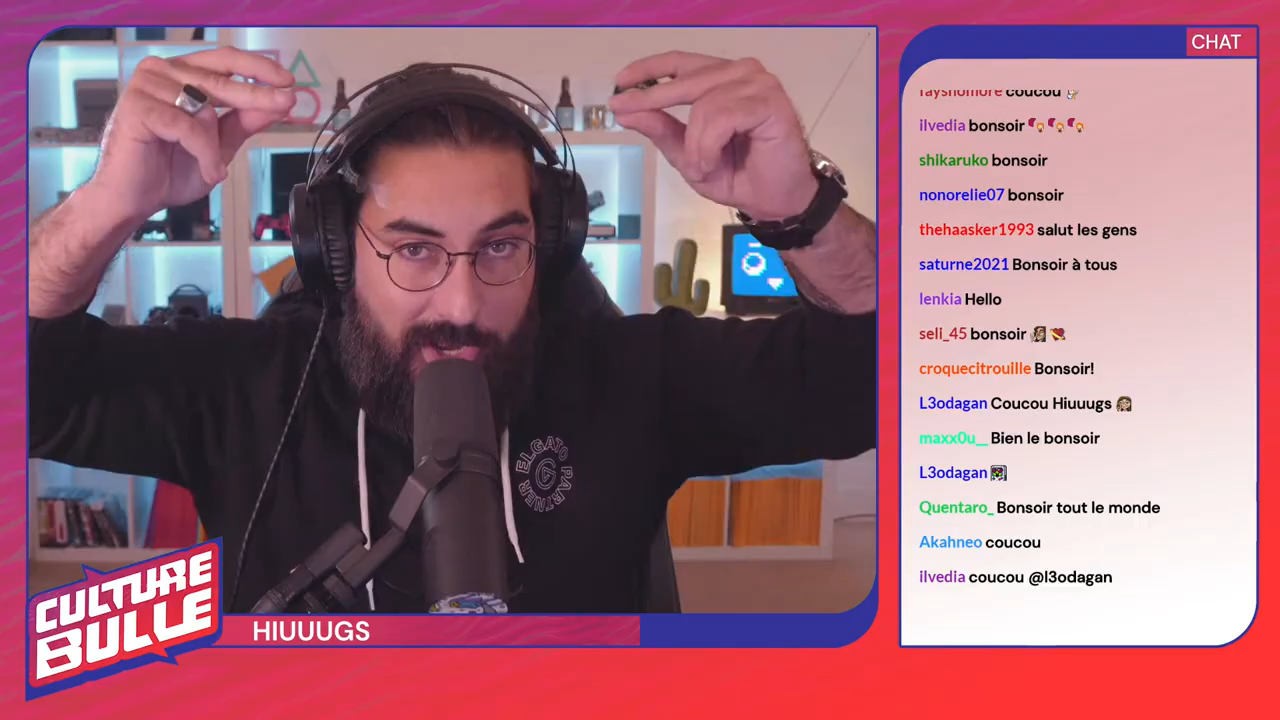 CHAT
raysnomore coucou
ilvedia bonsoir
shikaruko bonsoir
nonorelie07 bonsoir
thehaasker1993 salut les gens
saturne2021 Bonsoir à tous
lenkia Hello
seli_45 bonsoir
croquecitrouille Bonsoir!
L3odagan Coucou Hiuuugs
maxx0u__ Bien le bonsoir
L3odagan
Quentaro_ Bonsoir tout le monde
Akahneo coucou
ilvedia coucou @l3odagan
ELGATO PARTNER
G
CULTURE
BULLE
HIUUUGS